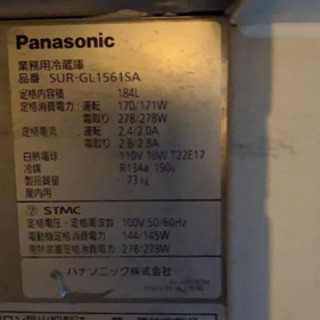 Panasonic
業務用冷蔵庫
品番 SUR-GL1561SA
定格内容積 184L
定格消費電力：運転 170/171W
霜取り 278/278W
定格電流：運転 2.4/2.0A
霜取り 2.8/2.8A
白熱電球 110V 10W T22E17
冷媒 R134a 190g
製品質量 73kg
屋内用
STMC
定格電圧・定格周波数 100V 50/60Hz
電動機定格消費電力 144/145W
電熱装置定格消費電力 278/278W
パナソニック株式会社